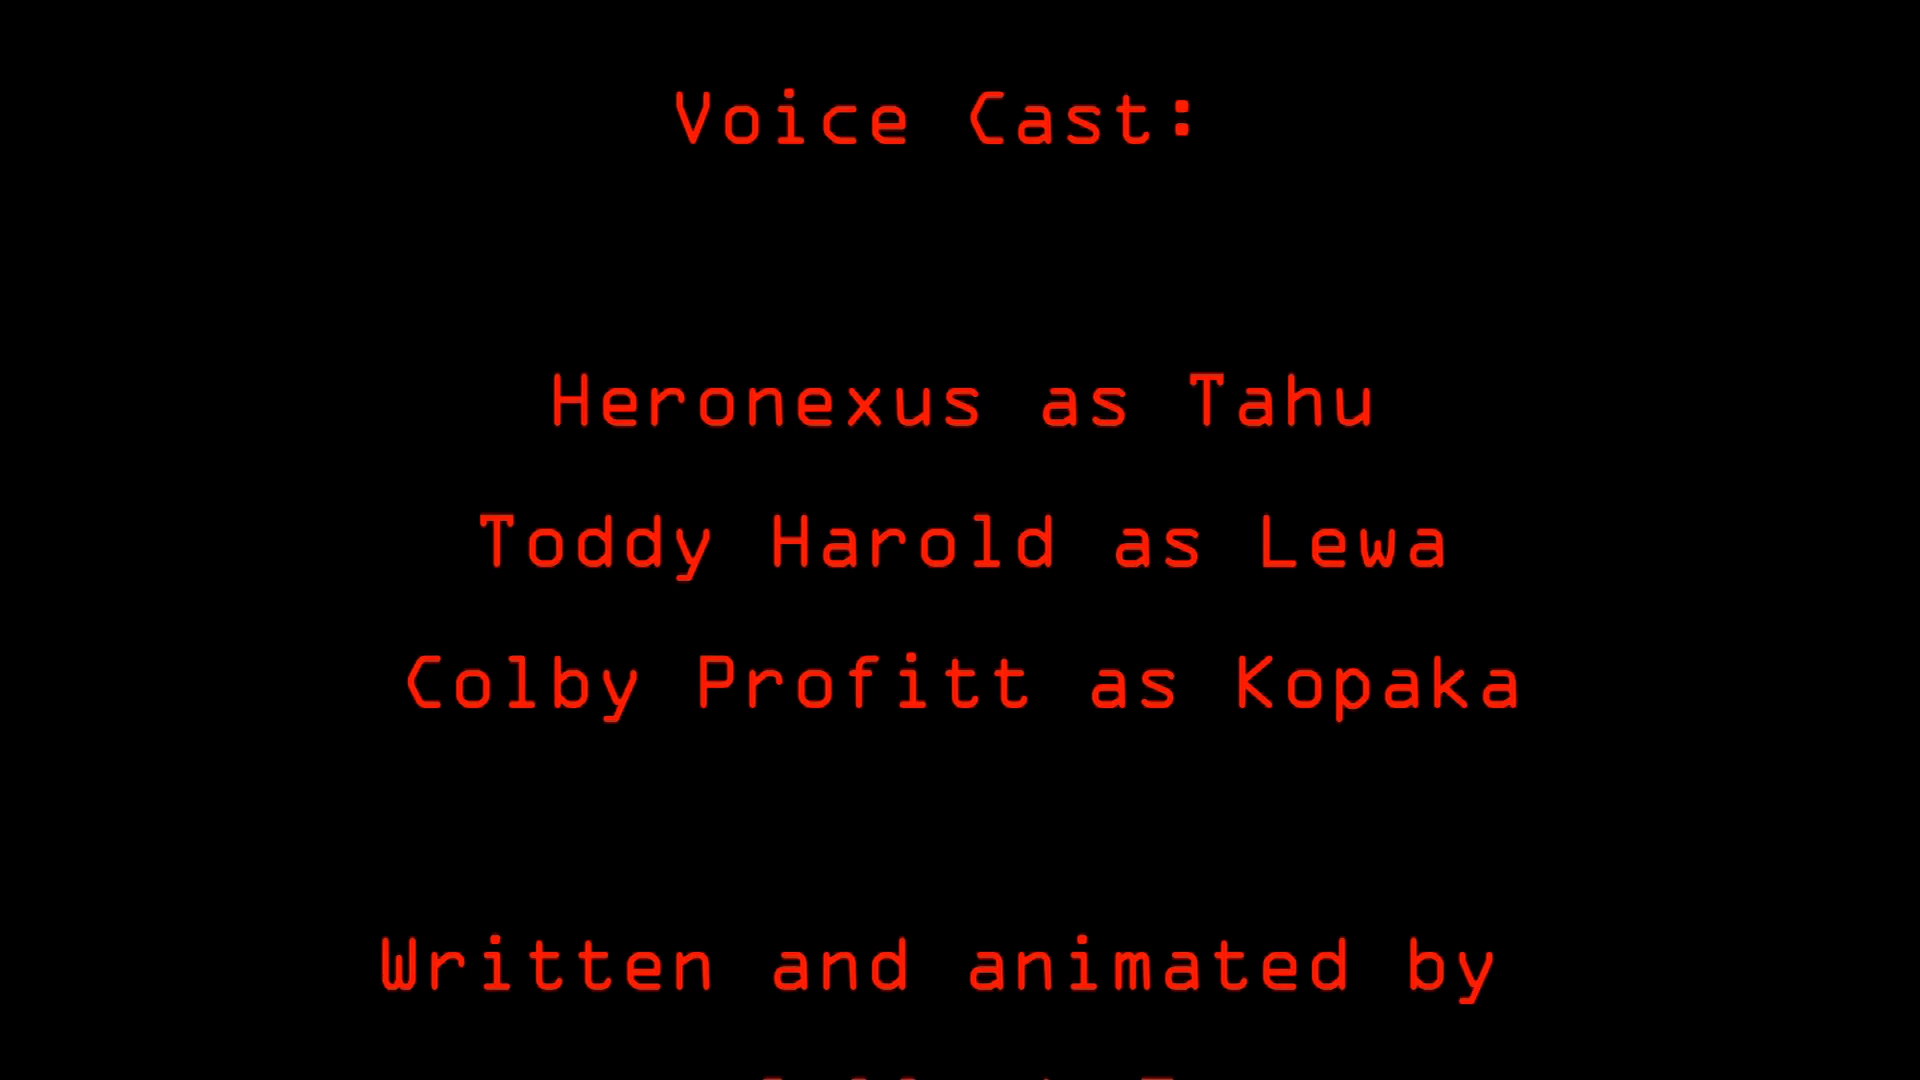 Voice Cast:
Heronexus as Tahu
Toddy Harold as Lewa
Colby Profitt as Kopaka
Written and animated by